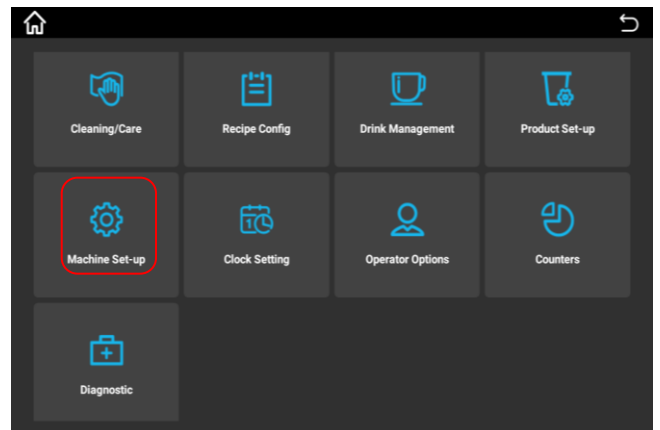 Cleaning/Care
Recipe Config
Drink Management
Product Set-up
Machine Set-up
Clock Setting
Operator Options
Counters
Diagnostic